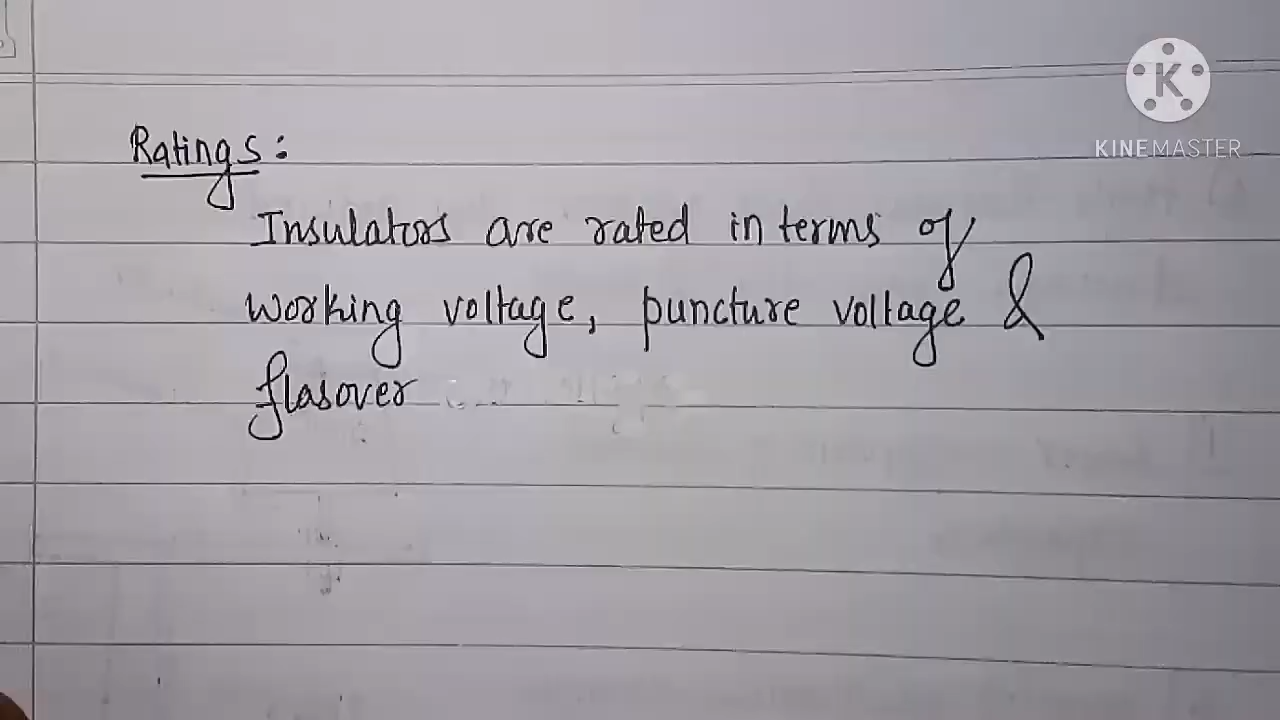 KINEMASTER
Ratings:
Insulators are rated in terms of
working voltage, puncture voltage &
flasover